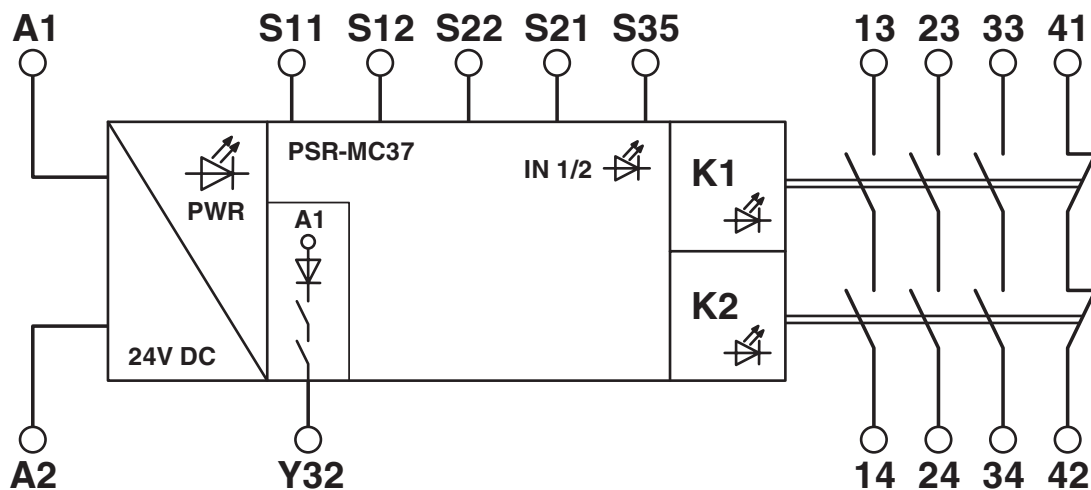 A1 S11 S12 S22 S21 S35 13 23 33 41
PSR-MC37
IN 1/2
K1
PWR
A1
K2
24V DC
A2 Y32 14 24 34 42